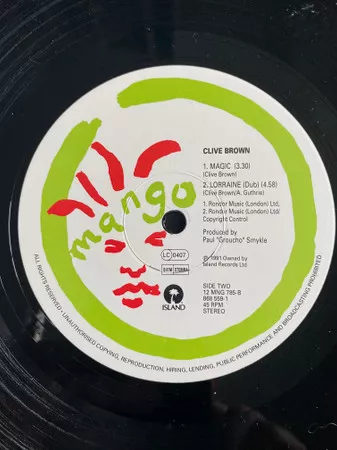 mango
CLIVE BROWN
1. MAGIC (3.30)
(Clive Brown)
2. LORRAINE (Dub) (4.58)
(Clive Brown/A. Guthrie)
1. Rondor Music (London) Ltd.
2. Rondor Music (London) Ltd/
Copyright Control
Produced by
Paul "Groucho" Smykle
LC 0407
BIEM STEMRA
℗ 1991 Owned by
Island Records Ltd
ISLAND
SIDE TWO
12 MNG 785-B
868 559-1
45 RPM
STEREO
ALL RIGHTS RESERVED • UNAUTHORISED COPYING, REPRODUCTION, HIRING, LENDING, PUBLIC PERFORMANCE AND BROADCASTING PROHIBITED